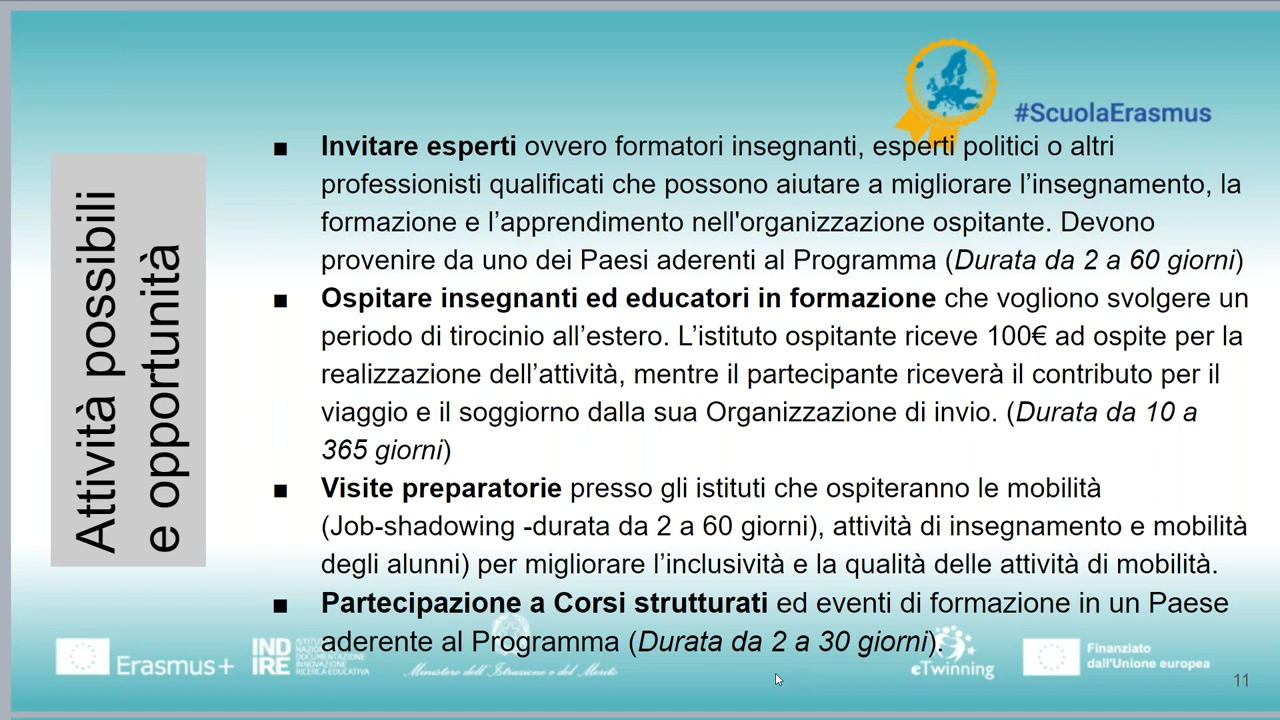 #ScuolaErasmus
Attività possibili
e opportunità
■ Invitare esperti ovvero formatori insegnanti, esperti politici o altri
professionisti qualificati che possono aiutare a migliorare l’insegnamento, la
formazione e l’apprendimento nell'organizzazione ospitante. Devono
provenire da uno dei Paesi aderenti al Programma (Durata da 2 a 60 giorni)
■ Ospitare insegnanti ed educatori in formazione che vogliono svolgere un
periodo di tirocinio all’estero. L’istituto ospitante riceve 100€ ad ospite per la
realizzazione dell’attività, mentre il partecipante riceverà il contributo per il
viaggio e il soggiorno dalla sua Organizzazione di invio. (Durata da 10 a
365 giorni)
■ Visite preparatorie presso gli istituti che ospiteranno le mobilità
(Job-shadowing -durata da 2 a 60 giorni), attività di insegnamento e mobilità
degli alunni) per migliorare l’inclusività e la qualità delle attività di mobilità.
■ Partecipazione a Corsi strutturati ed eventi di formazione in un Paese
aderente al Programma (Durata da 2 a 30 giorni).
Erasmus+
INDIRE
DOCUMENTAZIONE
INNOVAZIONE
RICERCA EDUCATIVA
Ministero dell'Istruzione e del Merito
eTwinning
Finanziato
dall'Unione europea
11